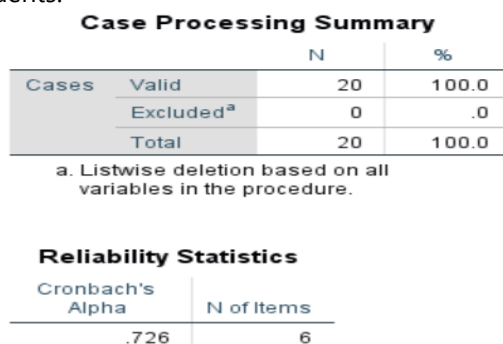 Case Processing Summary
N %
Cases Valid 20 100.0
Excludedᵃ 0 .0
Total 20 100.0
a. Listwise deletion based on all
variables in the procedure.
Reliability Statistics
Cronbach's
Alpha N of Items
.726 6